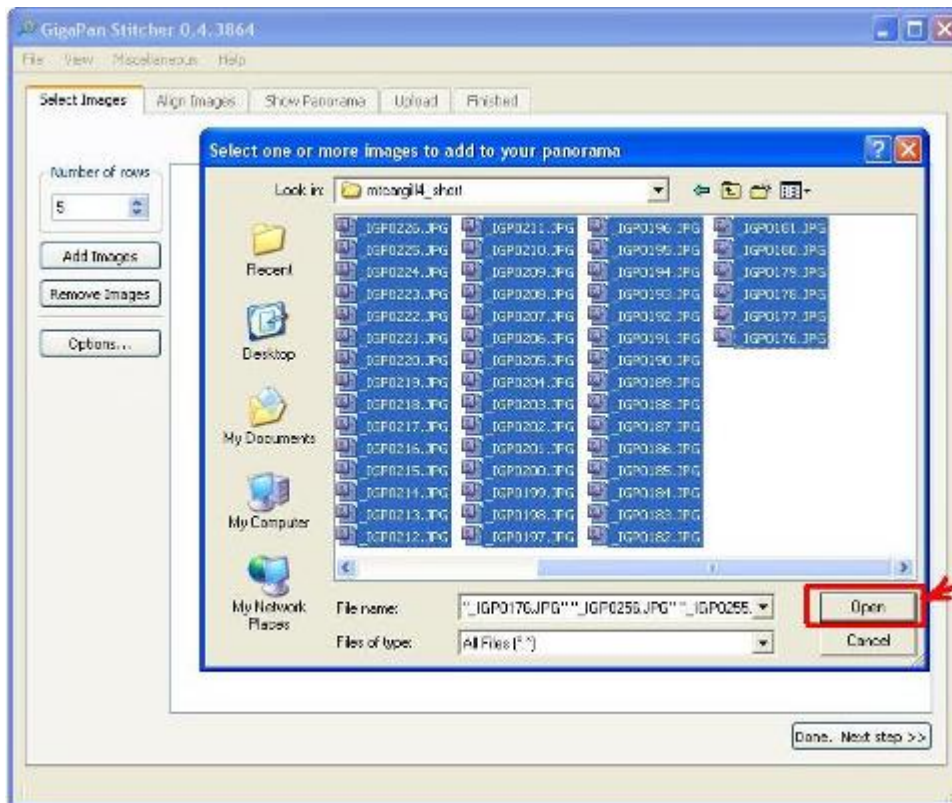 GigaPan Stitcher 0.4.3864
File View Miscellaneous Help
Select Images Align Images Show Panorama Upload Finished
Select one or more images to add to your panorama
Number of rows
5
Look in: mtcargill4_short
Add Images
Remove Images
Options...
Recent
Desktop
My Documents
My Computer
My Network Places
_IGP0226.JPG _IGP0211.JPG _IGP0196.JPG _IGP0181.JPG
_IGP0225.JPG _IGP0210.JPG _IGP0195.JPG _IGP0180.JPG
_IGP0224.JPG _IGP0209.JPG _IGP0194.JPG _IGP0179.JPG
_IGP0223.JPG _IGP0208.JPG _IGP0193.JPG _IGP0178.JPG
_IGP0222.JPG _IGP0207.JPG _IGP0192.JPG _IGP0177.JPG
_IGP0221.JPG _IGP0206.JPG _IGP0191.JPG _IGP0176.JPG
_IGP0220.JPG _IGP0205.JPG _IGP0190.JPG
_IGP0219.JPG _IGP0204.JPG _IGP0189.JPG
_IGP0218.JPG _IGP0203.JPG _IGP0188.JPG
_IGP0217.JPG _IGP0202.JPG _IGP0187.JPG
_IGP0216.JPG _IGP0201.JPG _IGP0186.JPG
_IGP0215.JPG _IGP0200.JPG _IGP0185.JPG
_IGP0214.JPG _IGP0199.JPG _IGP0184.JPG
_IGP0213.JPG _IGP0198.JPG _IGP0183.JPG
_IGP0212.JPG _IGP0197.JPG _IGP0182.JPG
File name: "_IGP0176.JPG" "_IGP0256.JPG" "_IGP0255. Open
Files of type: All Files (*.*) Cancel
Done. Next step >>